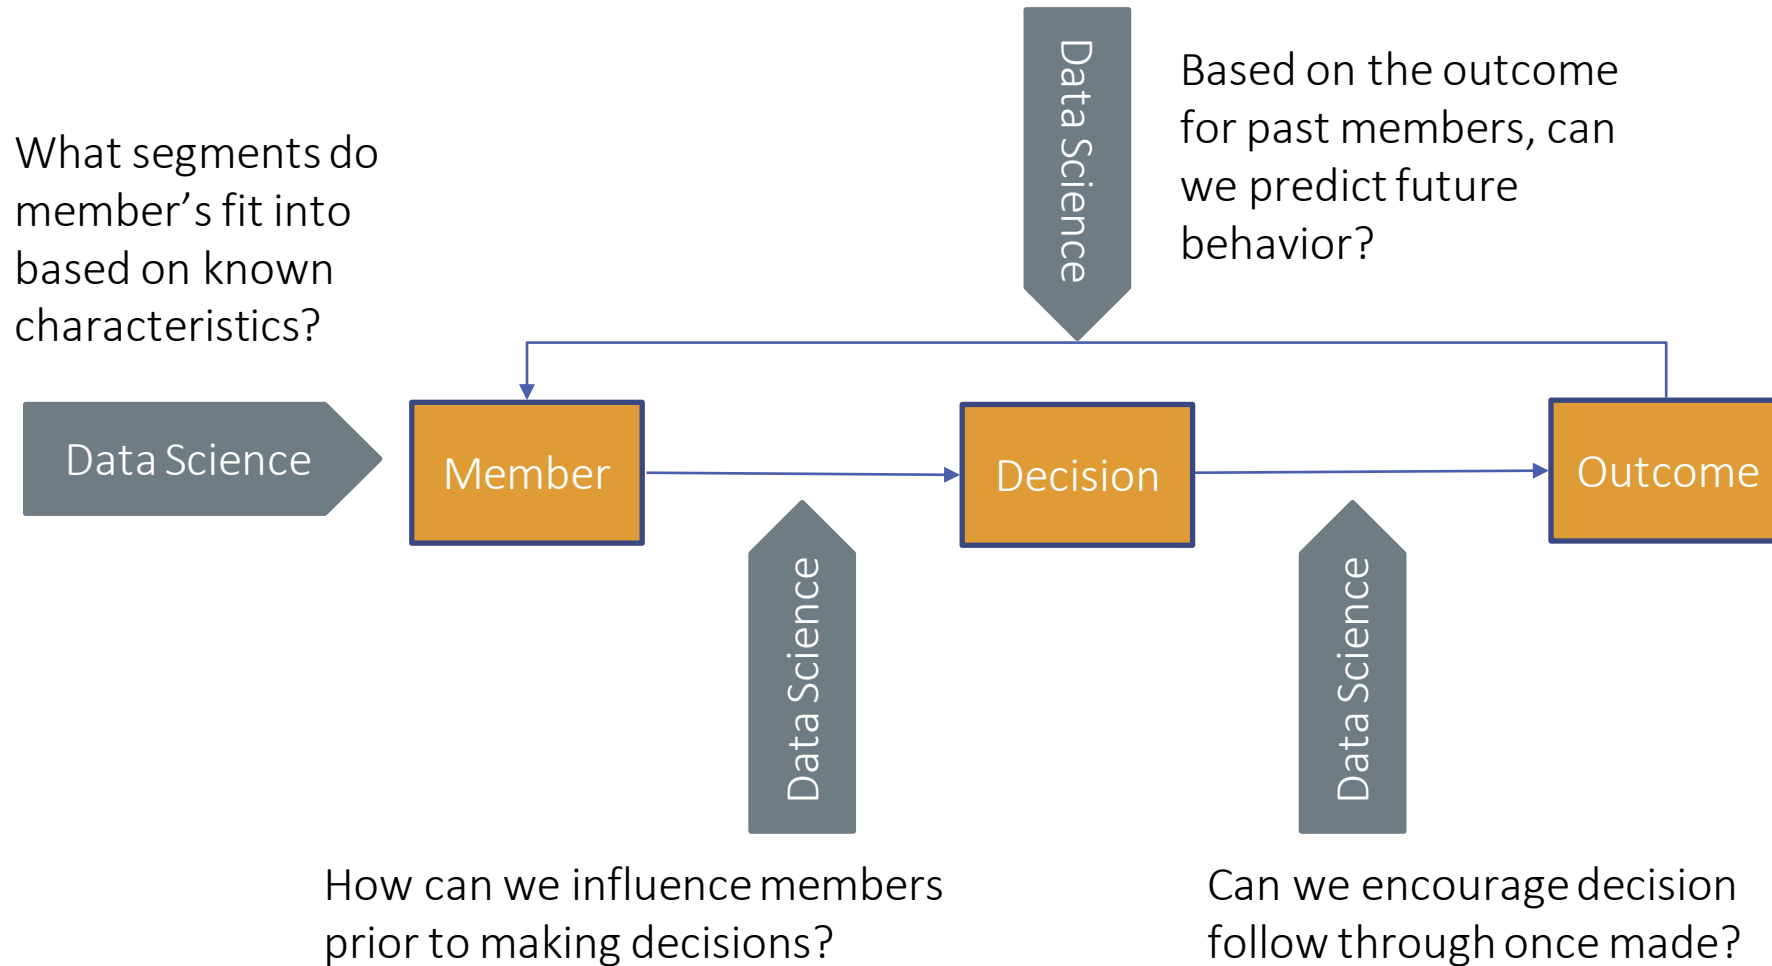 What segments do
member’s fit into
based on known
characteristics?
Data Science
Based on the outcome
for past members, can
we predict future
behavior?
Data Science
Member
Decision
Outcome
Data Science
Data Science
How can we influence members
prior to making decisions?
Can we encourage decision
follow through once made?